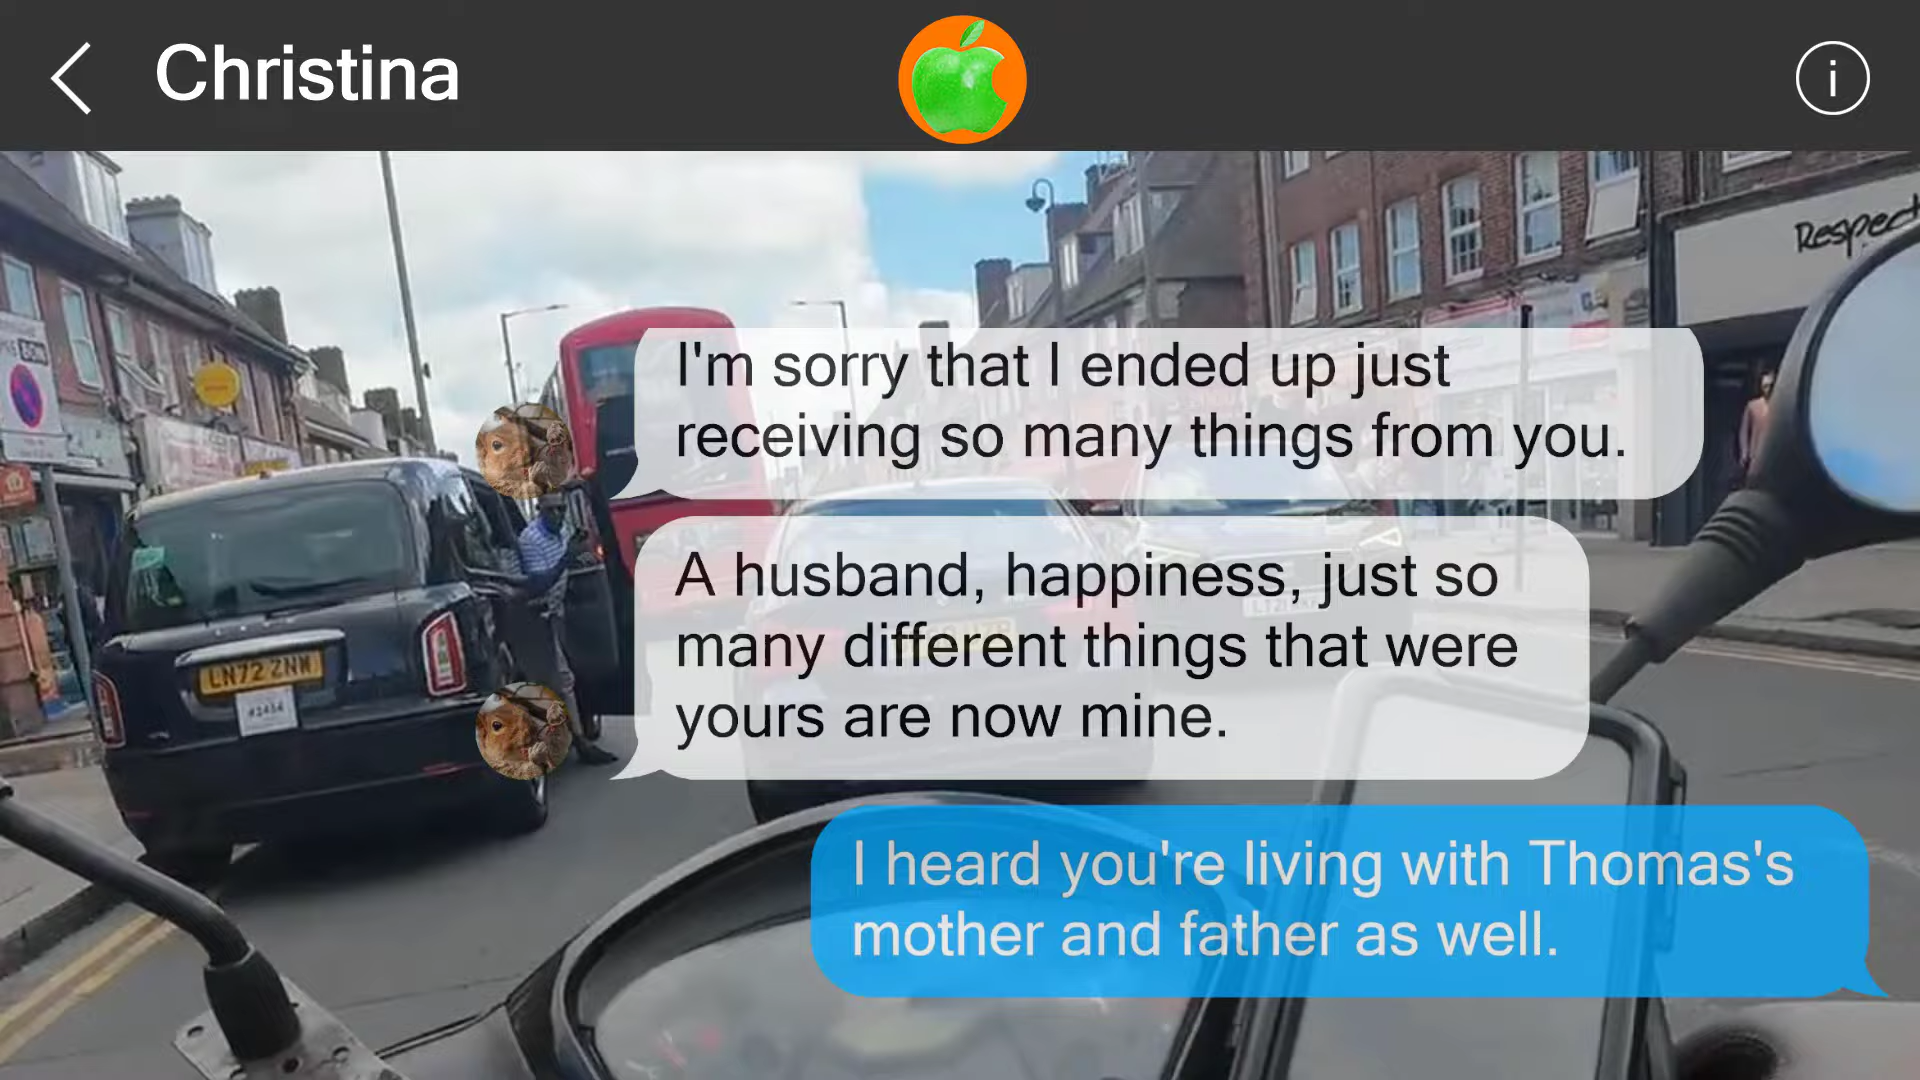 Christina
i
Respect
I'm sorry that I ended up just
receiving so many things from you.
A husband, happiness, just so
many different things that were
yours are now mine.
LN72 ZNW
I heard you're living with Thomas's
mother and father as well.